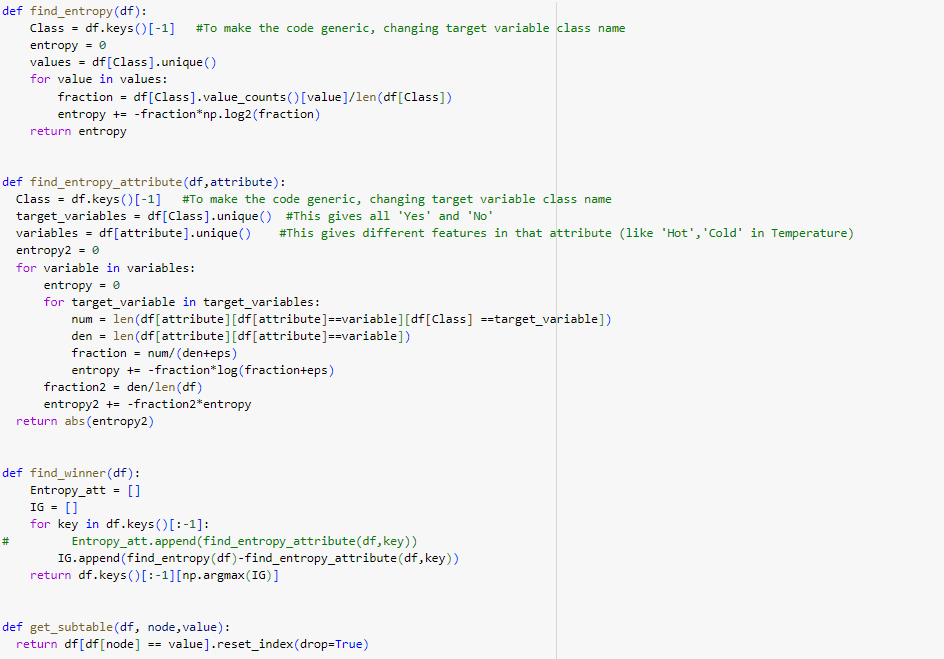 def find_entropy(df):
    Class = df.keys()[-1]   #To make the code generic, changing target variable class name
    entropy = 0
    values = df[Class].unique()
    for value in values:
        fraction = df[Class].value_counts()[value]/len(df[Class])
        entropy += -fraction*np.log2(fraction)
    return entropy
def find_entropy_attribute(df,attribute):
  Class = df.keys()[-1]   #To make the code generic, changing target variable class name
  target_variables = df[Class].unique()  #This gives all 'Yes' and 'No'
  variables = df[attribute].unique()    #This gives different features in that attribute (like 'Hot','Cold' in Temperature)
  entropy2 = 0
  for variable in variables:
      entropy = 0
      for target_variable in target_variables:
          num = len(df[attribute][df[attribute]==variable][df[Class] ==target_variable])
          den = len(df[attribute][df[attribute]==variable])
          fraction = num/(den+eps)
          entropy += -fraction*log(fraction+eps)
      fraction2 = den/len(df)
      entropy2 += -fraction2*entropy
  return abs(entropy2)
def find_winner(df):
    Entropy_att = []
    IG = []
    for key in df.keys()[:-1]:
#         Entropy_att.append(find_entropy_attribute(df,key))
        IG.append(find_entropy(df)-find_entropy_attribute(df,key))
    return df.keys()[:-1][np.argmax(IG)]
def get_subtable(df, node,value):
  return df[df[node] == value].reset_index(drop=True)